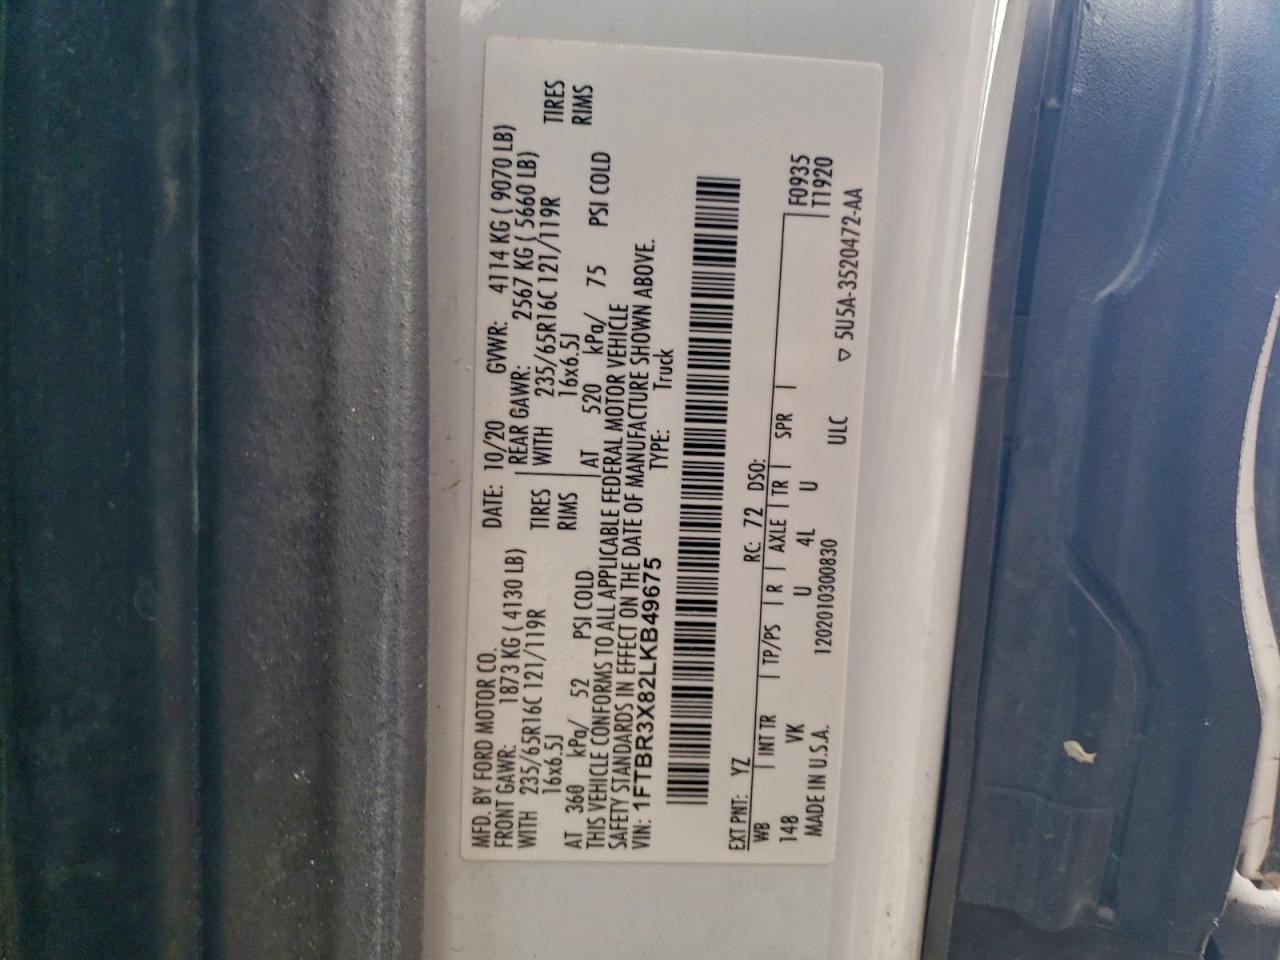 MFD. BY FORD MOTOR CO. DATE: 10/20 GVWR: 4114 KG ( 9070 LB)
FRONT GAWR: 1873 KG ( 4130 LB) REAR GAWR: 2567 KG ( 5660 LB)
WITH 235/65R16C 121/119R TIRES WITH 235/65R16C 121/119R TIRES
16x6.5J RIMS 16x6.5J RIMS
AT 360 kPa/ 52 PSI COLD AT 520 kPa/ 75 PSI COLD
THIS VEHICLE CONFORMS TO ALL APPLICABLE FEDERAL MOTOR VEHICLE
SAFETY STANDARDS IN EFFECT ON THE DATE OF MANUFACTURE SHOWN ABOVE.
VIN: 1FTBR3X82LKB49675 TYPE: Truck
EXT PNT: YZ RC: 72 DSO:
WB | INT TR | TP/PS | R | AXLE | TR | SPR | F0935
148 VK U 4L U T1920
MADE IN U.S.A. 1202010300830 ULC ▽ 5U5A-3520472-AA